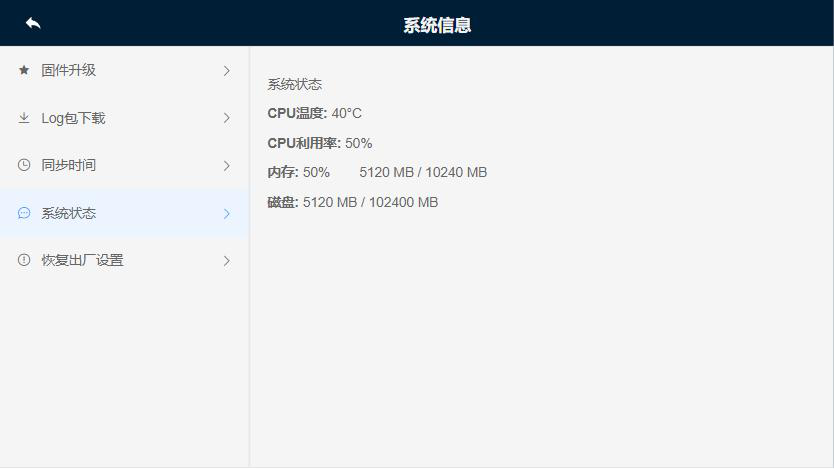 系统信息
固件升级
Log包下载
同步时间
系统状态
恢复出厂设置
系统状态
CPU温度: 40°C
CPU利用率: 50%
内存: 50% 5120 MB / 10240 MB
磁盘: 5120 MB / 102400 MB